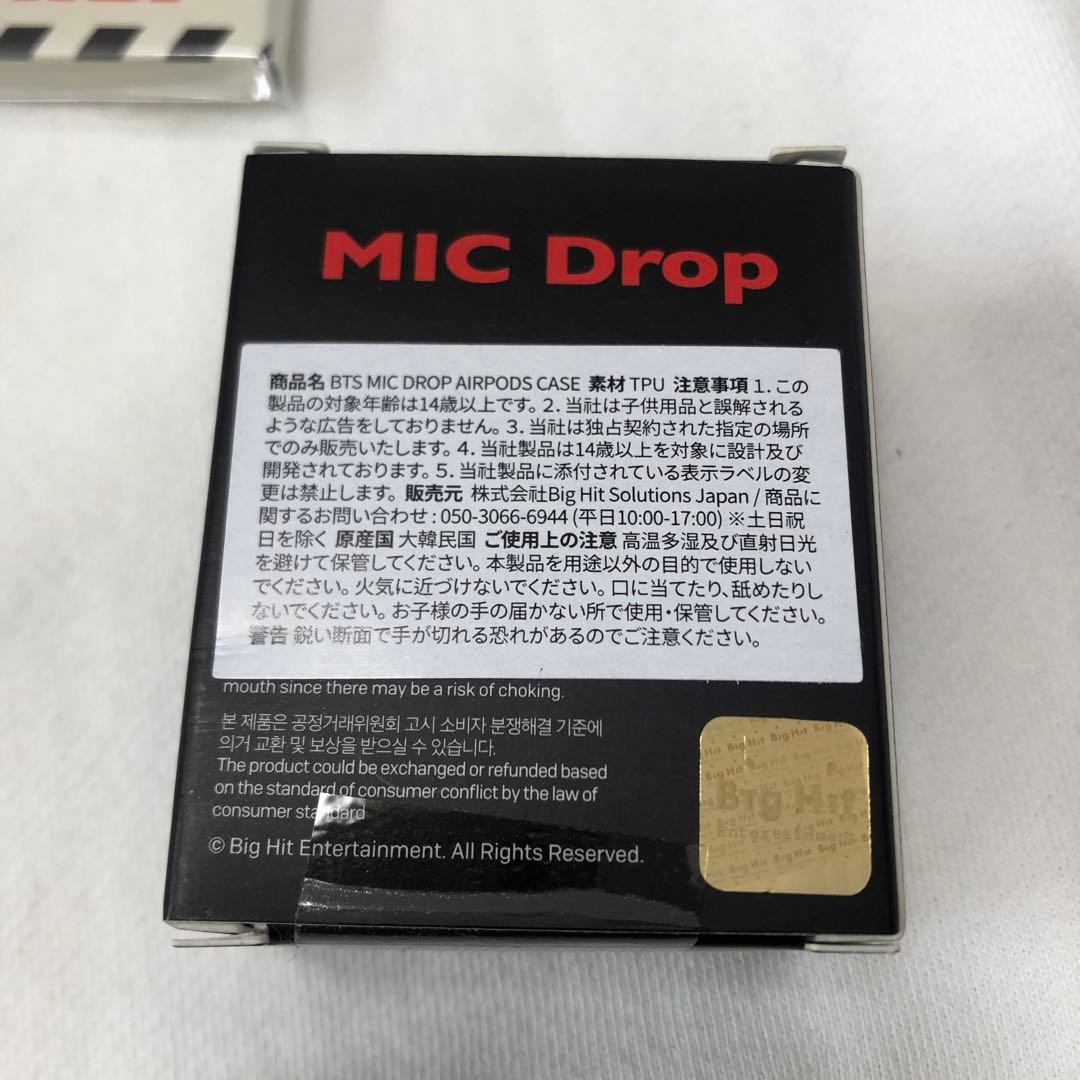 MIC Drop
商品名 BTS MIC DROP AIRPODS CASE 素材 TPU 注意事項 1. この
製品の対象年齢は14歳以上です。2. 当社は子供用品と誤解される
ような広告をしておりません。3. 当社は独占契約された指定の場所
でのみ販売いたします。4. 当社製品は14歳以上を対象に設計及び
開発されております。5. 当社製品に添付されている表示ラベルの変
更は禁止します。 販売元 株式会社Big Hit Solutions Japan / 商品に
関するお問い合わせ : 050-3066-6944 (平日10:00-17:00) ※土日祝
日を除く 原産国 大韓民国 ご使用上の注意 高温多湿及び直射日光
を避けて保管してください。本製品を用途以外の目的で使用しない
でください。火気に近づけないでください。口に当てたり、舐めたりし
ないでください。お子様の手の届かない所で使用・保管してください。
警告 鋭い断面で手が切れる恐れがあるのでご注意ください。
mouth since there may be a risk of choking.
본 제품은 공정거래위원회 고시 소비자 분쟁해결 기준에
의거 교환 및 보상을 받으실 수 있습니다.
The product could be exchanged or refunded based
on the standard of consumer conflict by the law of
consumer standard
© Big Hit Entertainment. All Rights Reserved.
Big Hit
Entertainment